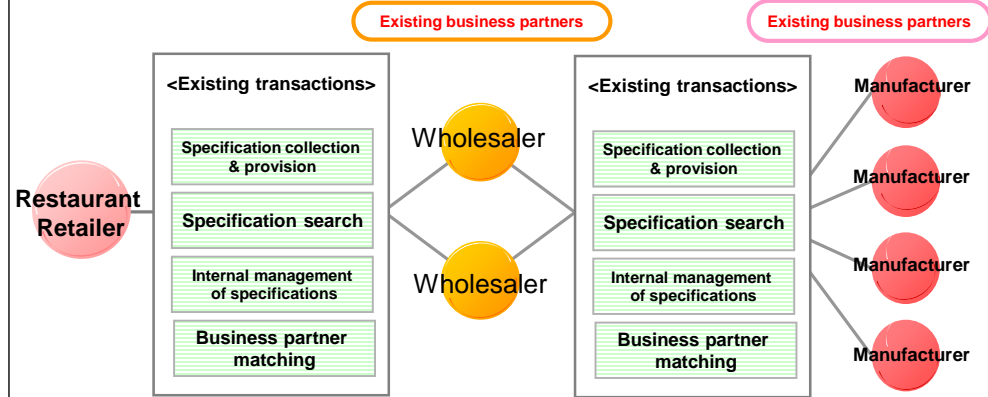 Existing business partners
Existing business partners
<Existing transactions>
Specification collection
& provision
Specification search
Internal management
of specifications
Business partner
matching
Restaurant
Retailer
Wholesaler
Wholesaler
<Existing transactions>
Specification collection
& provision
Specification search
Internal management
of specifications
Business partner
matching
Manufacturer
Manufacturer
Manufacturer
Manufacturer